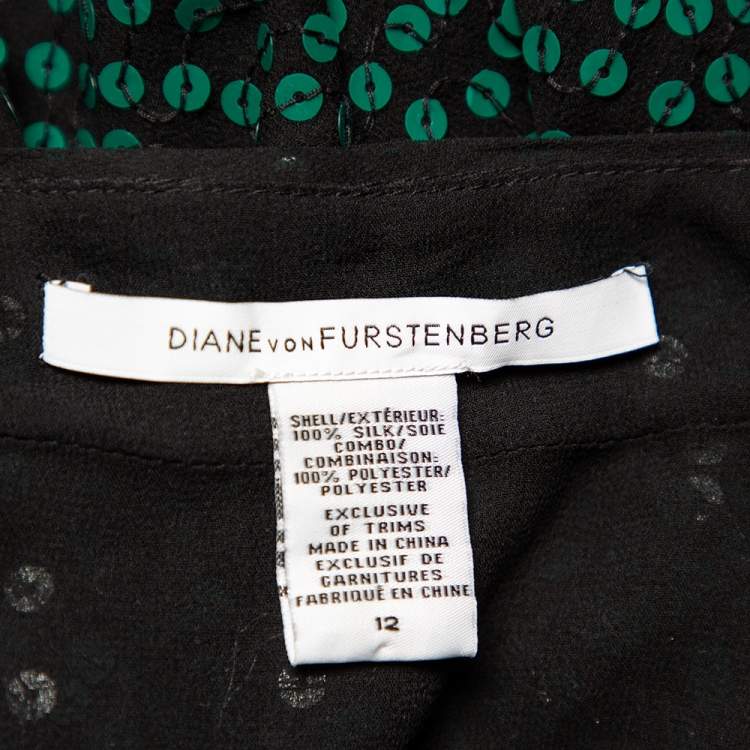 DIANE VON FURSTENBERG
SHELL/EXTÉRIEUR:
100% SILK/SOIE
COMBO/
COMBINAISON:
100% POLYESTER/
POLYESTER
EXCLUSIVE
OF TRIMS
MADE IN CHINA
EXCLUSIF DE
GARNITURES
FABRIQUÉ EN CHINE
12